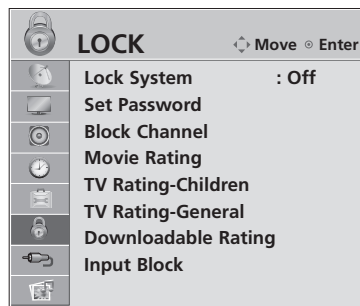 LOCK Move Enter
Lock System : Off
Set Password
Block Channel
Movie Rating
TV Rating-Children
TV Rating-General
Downloadable Rating
Input Block